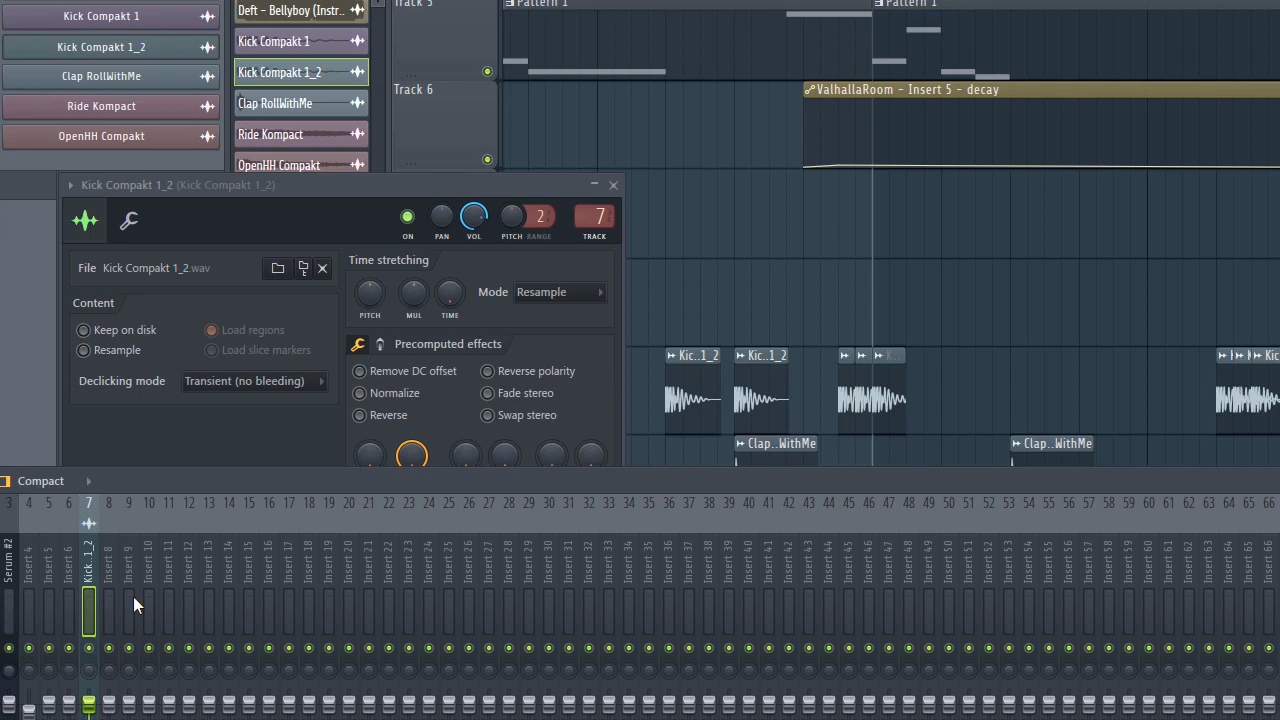 Kick Compakt 1
Kick Compakt 1_2
Clap RollWithMe
Ride Kompact
OpenHH Compakt
Deft – Bellyboy (Instr..
Kick Compakt 1
Kick Compakt 1_2
Clap RollWithMe
Ride Kompact
OpenHH Compakt
Track 5
...
Track 6
...
Pattern 1
Pattern 1
ValhallaRoom – Insert 5 – decay
Kick Compakt 1_2 (Kick Compakt 1_2)
ON
PAN
VOL
PITCH RANGE
2
7
TRACK
File Kick Compakt 1_2.wav
Content
Keep on disk
Load regions
Resample
Load slice markers
Declicking mode Transient (no bleeding)
Time stretching
PITCH
MUL
TIME
Mode Resample
Precomputed effects
Remove DC offset
Reverse polarity
Normalize
Fade stereo
Reverse
Swap stereo
Kic..1_2
Kic..1_2
Kic
Clap..WithMe
Clap..WithMe
Compact
3 4 5 6 7 8 9 10 11 12 13 14 15 16 17 18 19 20 21 22 23 24 25 26 27 28 29 30 31 32 33 34 35 36 37 38 39 40 41 42 43 44 45 46 47 48 49 50 51 52 53 54 55 56 57 58 59 60 61 62 63 64 65 66
Serum #2
Insert 4
Insert 5
Insert 6
Kick..1_2
Insert 8
Insert 9
Insert 10
Insert 11
Insert 12
Insert 13
Insert 14
Insert 15
Insert 16
Insert 17
Insert 18
Insert 19
Insert 20
Insert 21
Insert 22
Insert 23
Insert 24
Insert 25
Insert 26
Insert 27
Insert 28
Insert 29
Insert 30
Insert 31
Insert 32
Insert 33
Insert 34
Insert 35
Insert 36
Insert 37
Insert 38
Insert 39
Insert 40
Insert 41
Insert 42
Insert 43
Insert 44
Insert 45
Insert 46
Insert 47
Insert 48
Insert 49
Insert 50
Insert 51
Insert 52
Insert 53
Insert 54
Insert 55
Insert 56
Insert 57
Insert 58
Insert 59
Insert 60
Insert 61
Insert 62
Insert 63
Insert 64
Insert 65
Insert 66